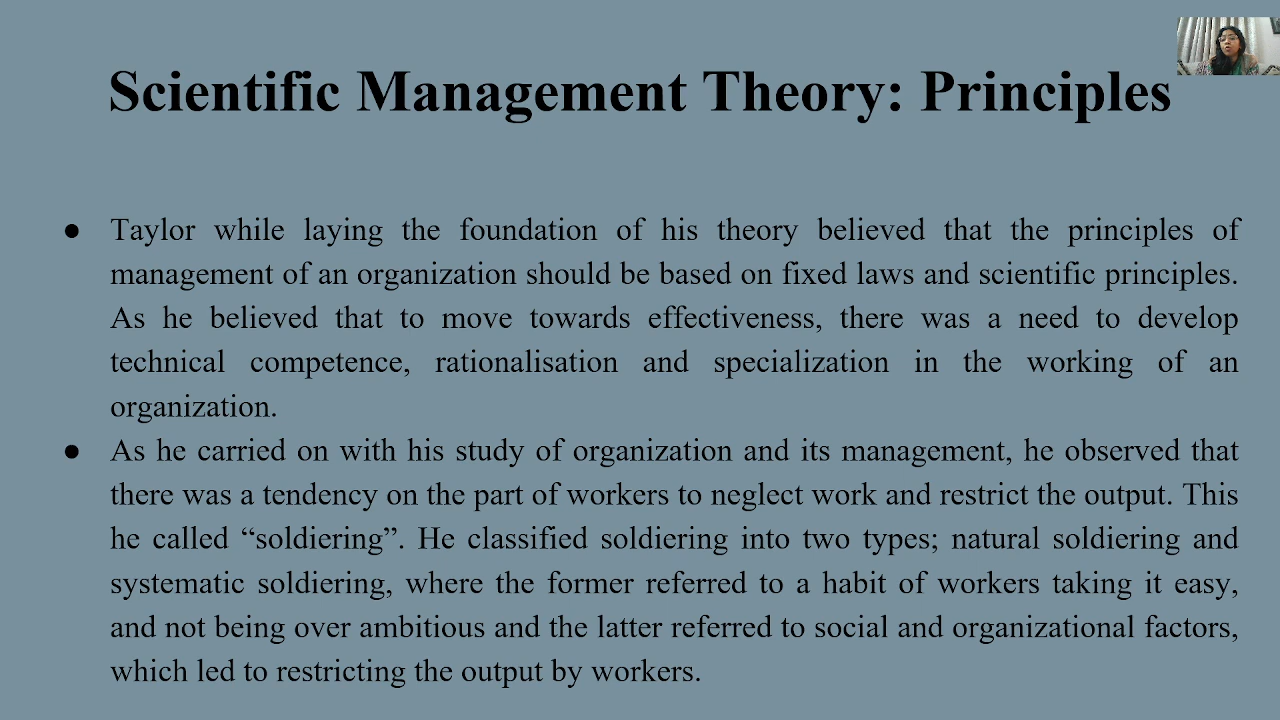 Scientific Management Theory: Principles
● Taylor while laying the foundation of his theory believed that the principles of
management of an organization should be based on fixed laws and scientific principles.
As he believed that to move towards effectiveness, there was a need to develop
technical competence, rationalisation and specialization in the working of an
organization.
● As he carried on with his study of organization and its management, he observed that
there was a tendency on the part of workers to neglect work and restrict the output. This
he called “soldiering”. He classified soldiering into two types; natural soldiering and
systematic soldiering, where the former referred to a habit of workers taking it easy,
and not being over ambitious and the latter referred to social and organizational factors,
which led to restricting the output by workers.